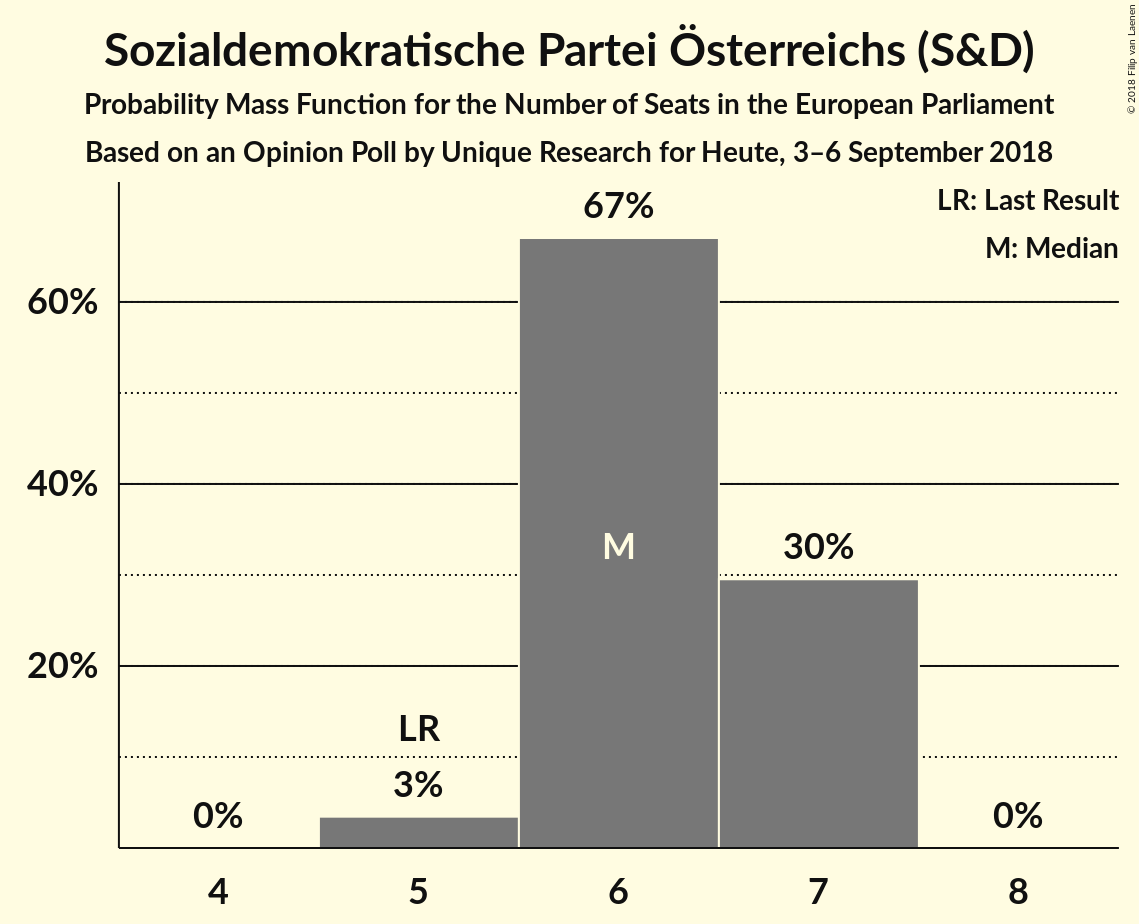 Sozialdemokratische Partei Österreichs (S&D)
Probability Mass Function for the Number of Seats in the European Parliament
Based on an Opinion Poll by Unique Research for Heute, 3–6 September 2018
© 2018 Filip van Laenen
LR: Last Result
M: Median
67%
60%
40%
M
30%
20%
LR
3%
0%
0%
4
5
6
7
8